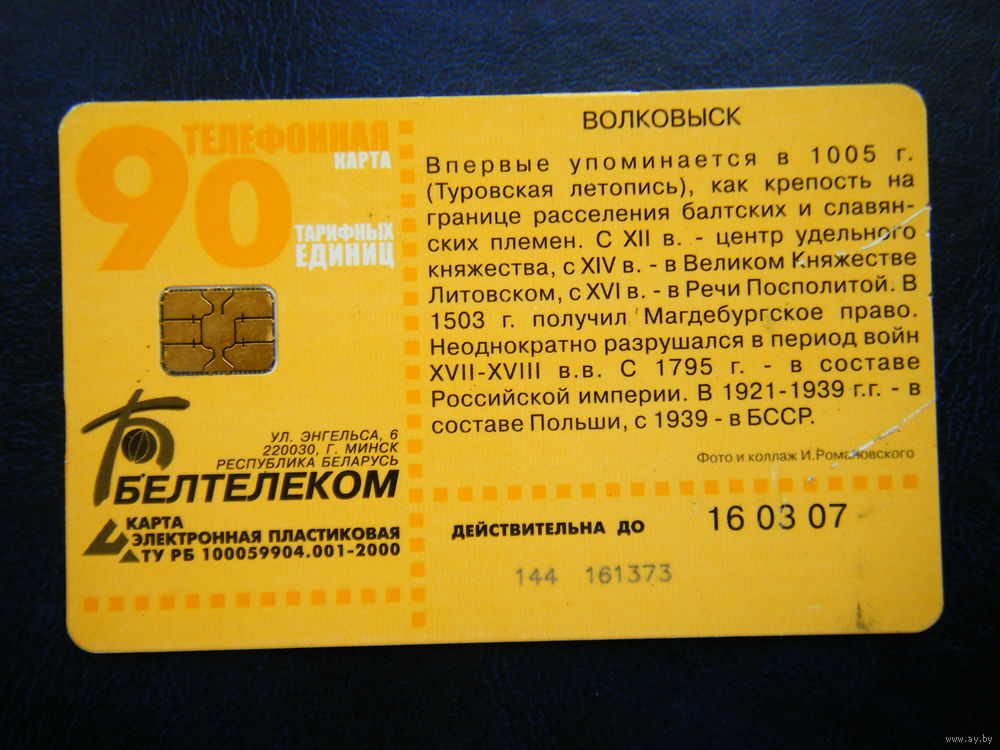 90
ТЕЛЕФОННАЯ
КАРТА
ТАРИФНЫХ
ЕДИНИЦ
УЛ. ЭНГЕЛЬСА, 6
220030, Г. МИНСК
РЕСПУБЛИКА БЕЛАРУСЬ
БЕЛТЕЛЕКОМ
КАРТА
ЭЛЕКТРОННАЯ ПЛАСТИКОВАЯ
ТУ РБ 100059904.001-2000
ВОЛКОВЫСК
Впервые упоминается в 1005 г.
(Туровская летопись), как крепость на
границе расселения балтских и славян-
ских племен. С XII в. - центр удельного
княжества, с XIV в. - в Великом Княжестве
Литовском, с XVI в. - в Речи Посполитой. В
1503 г. получил Магдебургское право.
Неоднократно разрушался в период войн
XVII-XVIII в.в. С 1795 г. - в составе
Российской империи. В 1921-1939 г.г. - в
составе Польши, с 1939 - в БССР.
Фото и коллаж И.Романовского
ДЕЙСТВИТЕЛЬНА ДО 16 03 07
144 161373
www.ay.by